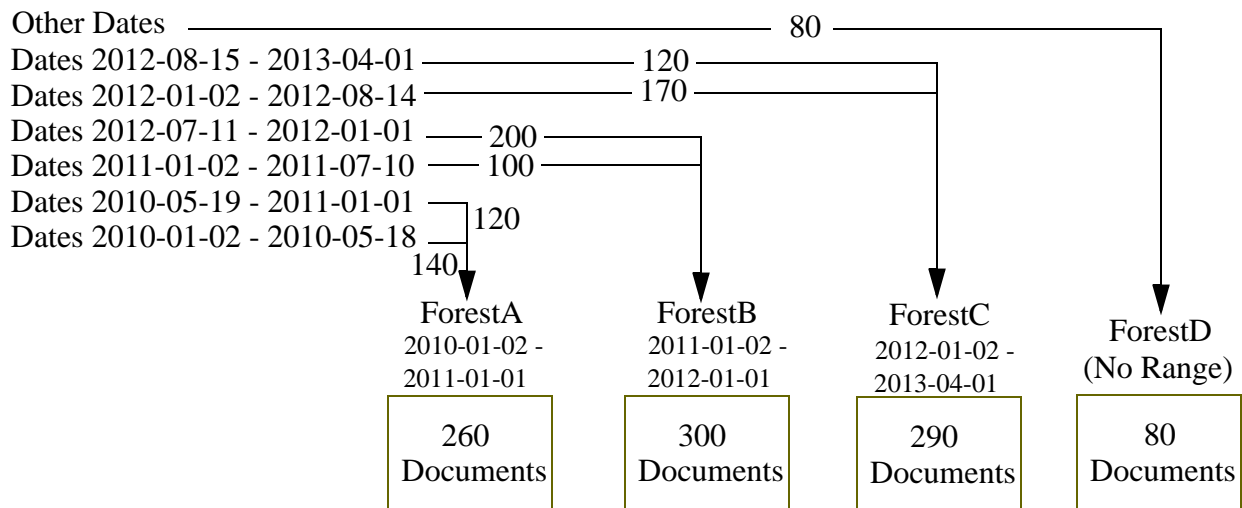 Other Dates 80
Dates 2012-08-15 - 2013-04-01 120
Dates 2012-01-02 - 2012-08-14 170
Dates 2012-07-11 - 2012-01-01 200
Dates 2011-01-02 - 2011-07-10 100
Dates 2010-05-19 - 2011-01-01 120
Dates 2010-01-02 - 2010-05-18
140
ForestA
2010-01-02 -
2011-01-01
260
Documents
ForestB
2011-01-02 -
2012-01-01
300
Documents
ForestC
2012-01-02 -
2013-04-01
290
Documents
ForestD
(No Range)
80
Documents